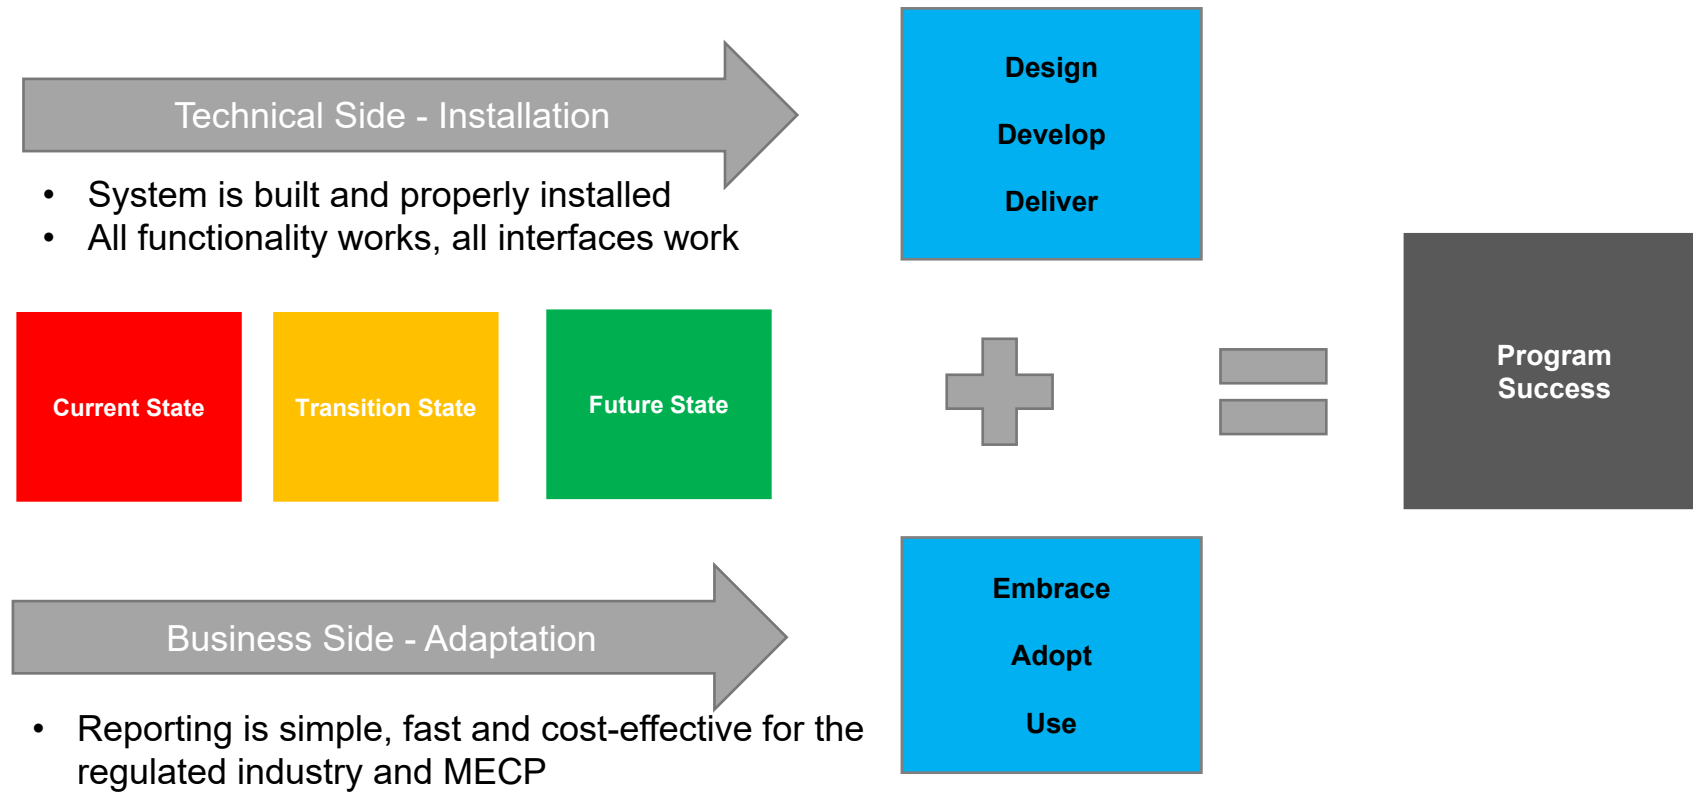 Technical Side - Installation
• System is built and properly installed
• All functionality works, all interfaces work
Design
Develop
Deliver
Current State
Transition State
Future State
Program
Success
Business Side - Adaptation
• Reporting is simple, fast and cost-effective for the
regulated industry and MECP
Embrace
Adopt
Use